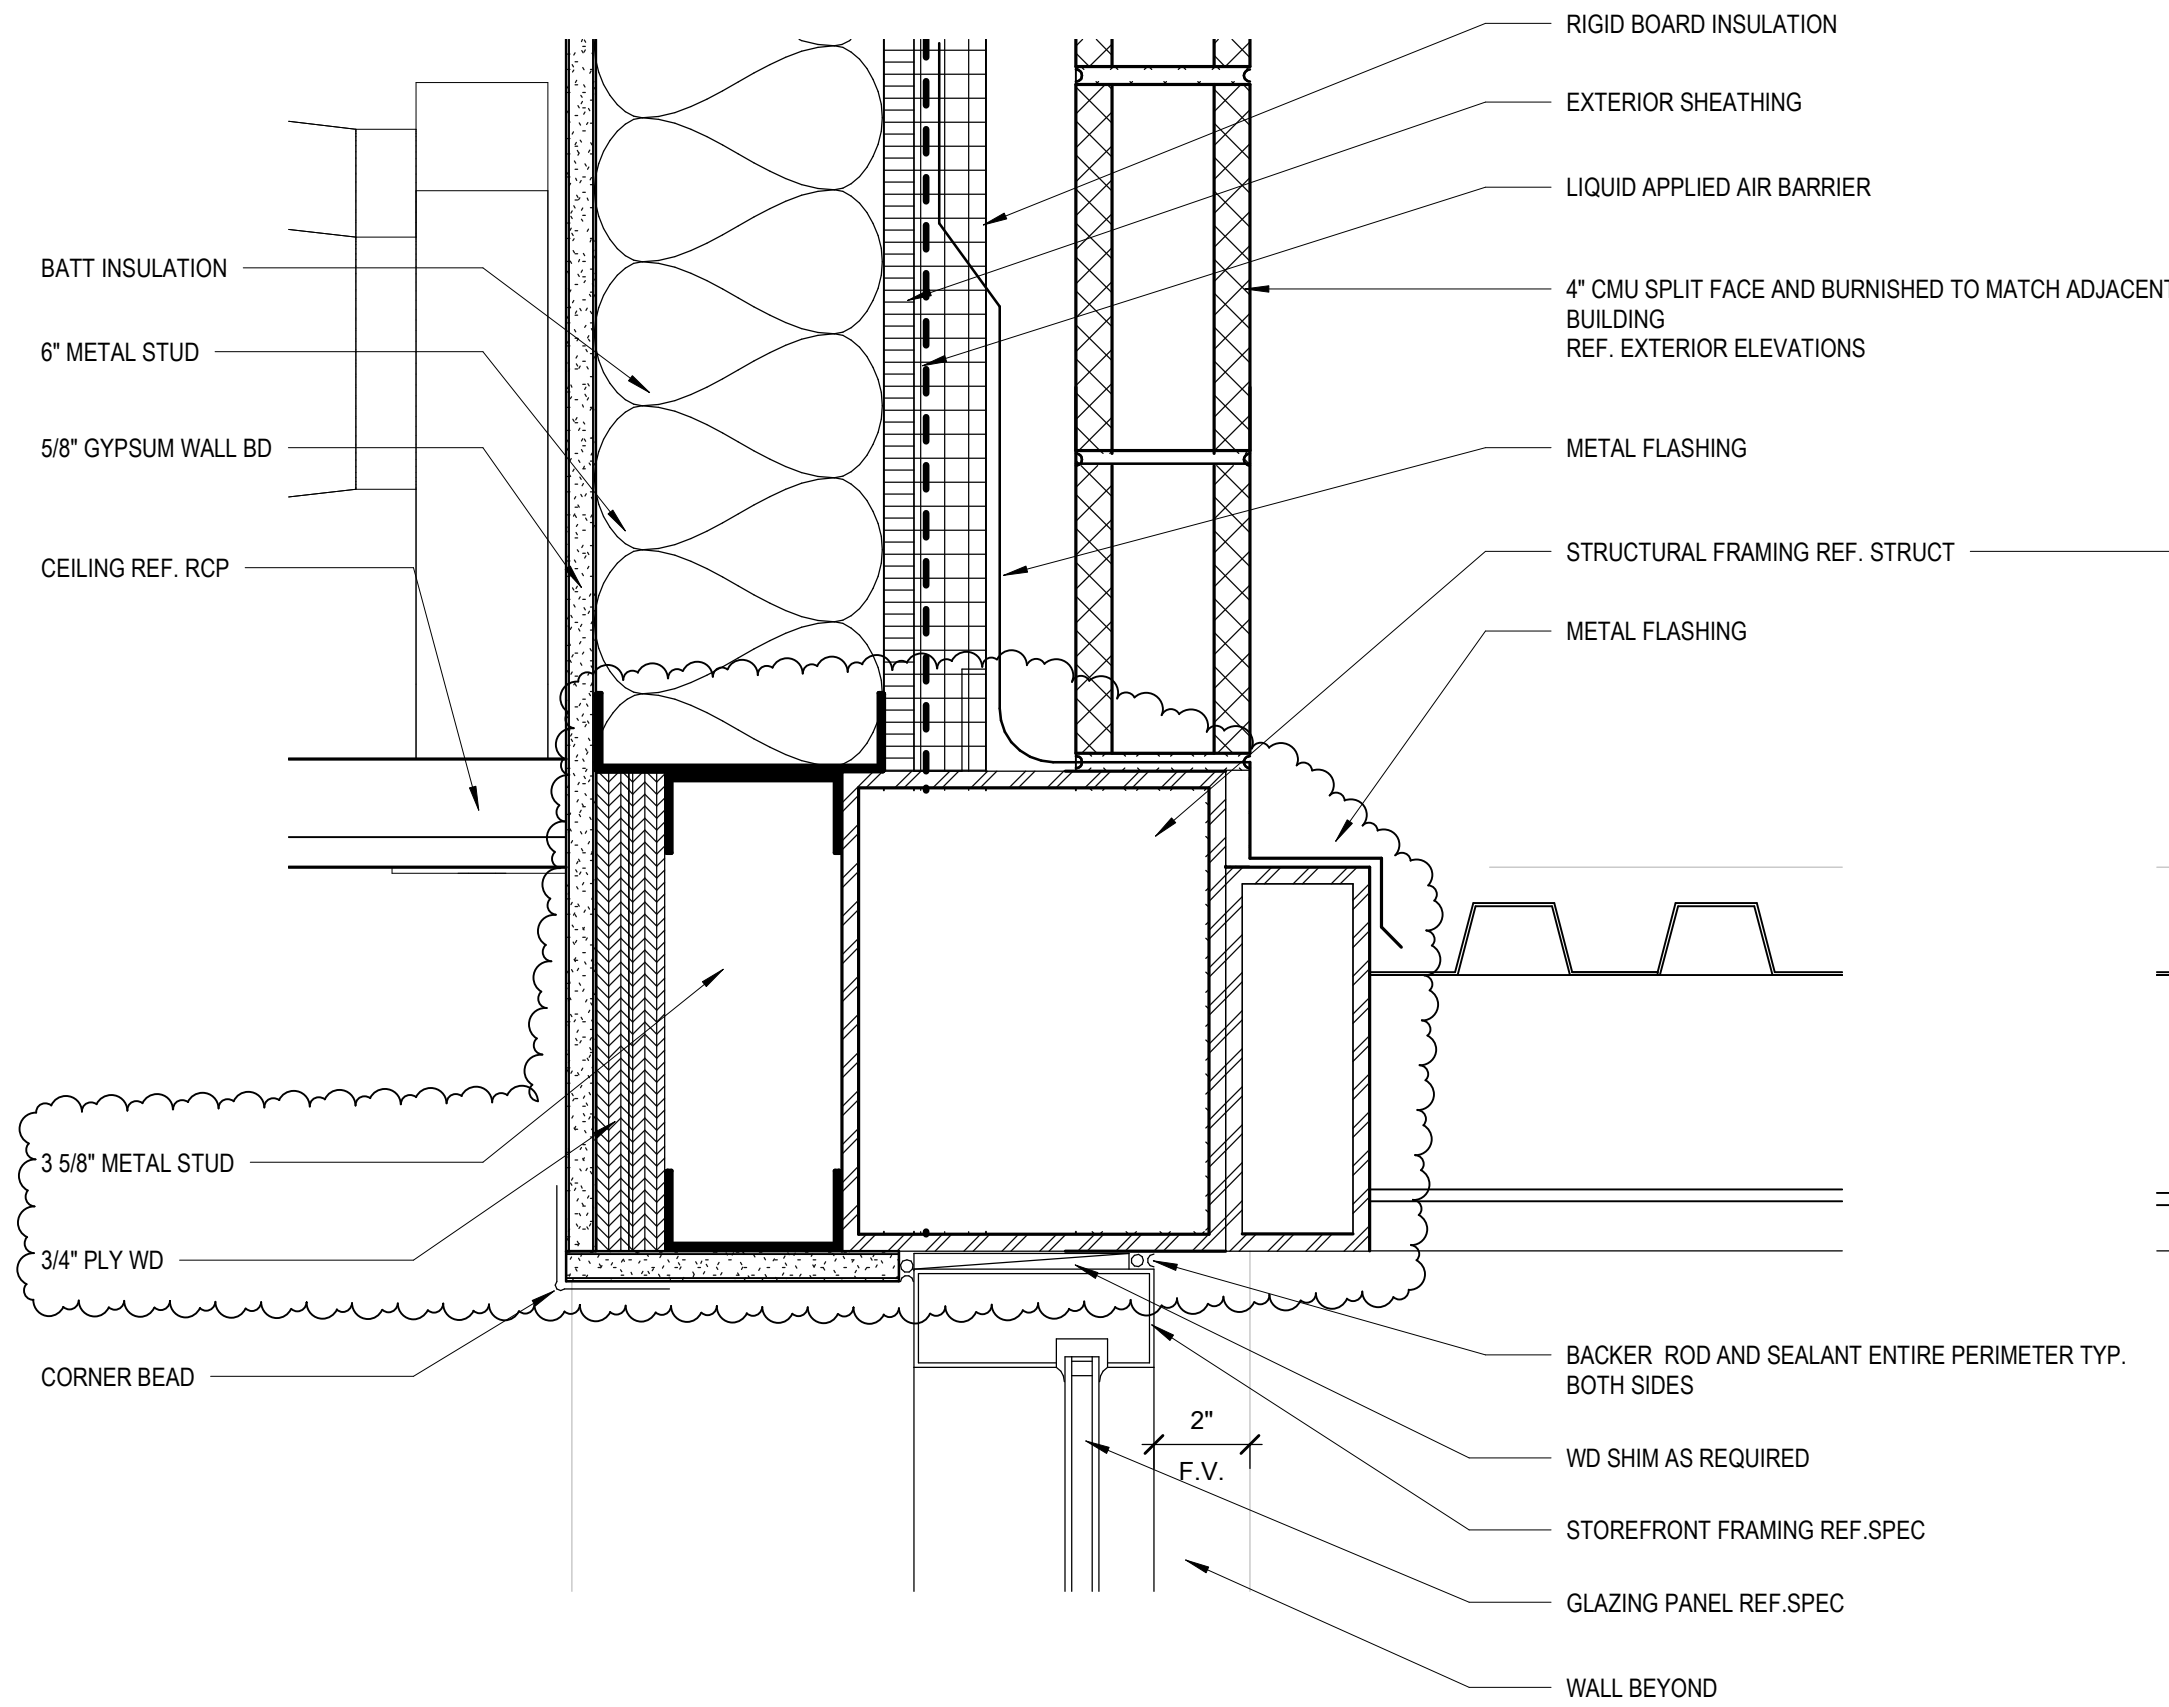 RIGID BOARD INSULATION
EXTERIOR SHEATHING
LIQUID APPLIED AIR BARRIER
BATT INSULATION
4" CMU SPLIT FACE AND BURNISHED TO MATCH ADJACENT
BUILDING
REF. EXTERIOR ELEVATIONS
6" METAL STUD
5/8" GYPSUM WALL BD
METAL FLASHING
STRUCTURAL FRAMING REF. STRUCT
CEILING REF. RCP
METAL FLASHING
3 5/8" METAL STUD
3/4" PLY WD
BACKER ROD AND SEALANT ENTIRE PERIMETER TYP.
BOTH SIDES
CORNER BEAD
2"
F.V.
WD SHIM AS REQUIRED
STOREFRONT FRAMING REF.SPEC
GLAZING PANEL REF.SPEC
WALL BEYOND